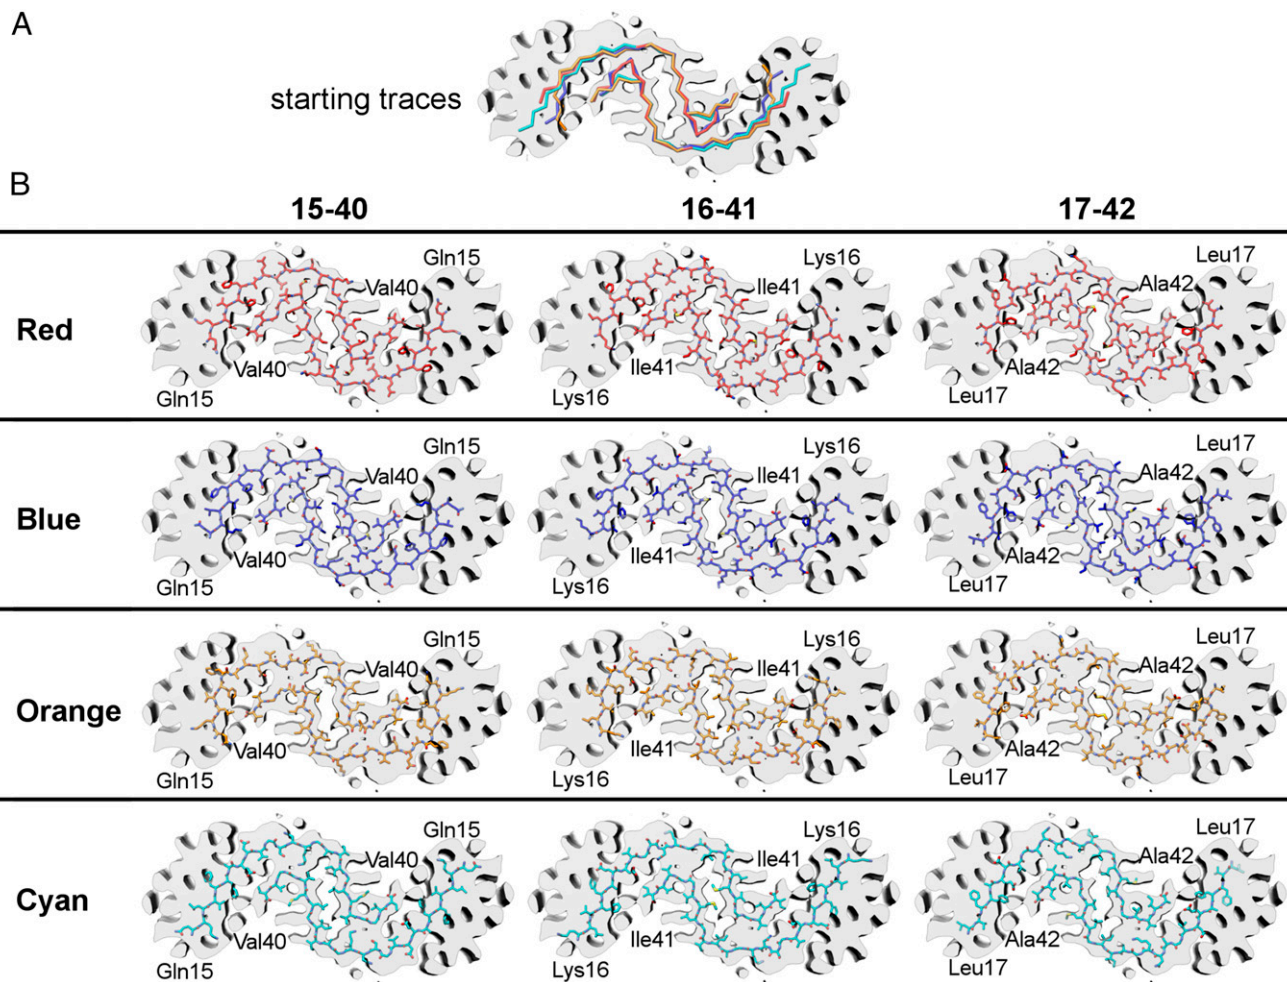 A
starting traces
B
15-40 16-41 17-42
Red
Gln15 Val40 Val40 Gln15
Lys16 Ile41 Ile41 Lys16
Leu17 Ala42 Ala42 Leu17
Blue
Gln15 Val40 Val40 Gln15
Lys16 Ile41 Ile41 Lys16
Leu17 Ala42 Ala42 Leu17
Orange
Gln15 Val40 Val40 Gln15
Lys16 Ile41 Ile41 Lys16
Leu17 Ala42 Ala42 Leu17
Cyan
Gln15 Val40 Val40 Gln15
Lys16 Ile41 Ile41 Lys16
Leu17 Ala42 Ala42 Leu17